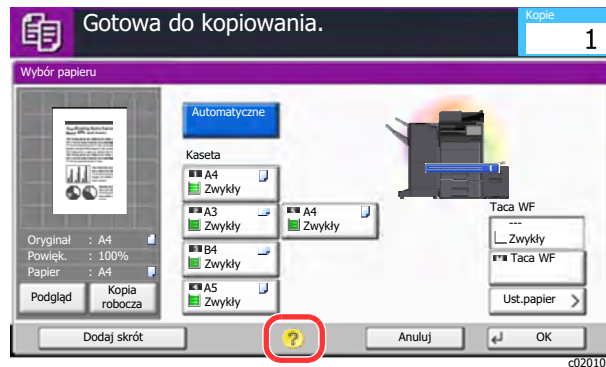 Gotowa do kopiowania.
Kopie
1
Wybór papieru
Automatyczne
Kaseta
A4
Zwykły
A3
Zwykły
A4
Zwykły
B4
Zwykły
A5
Zwykły
Taca WF
---
Zwykły
Taca WF
Ust.papier
Oryginał : A4
Powięk. : 100%
Papier : A4
Podgląd
Kopia
robocza
Dodaj skrót
?
Anuluj
OK
c02010